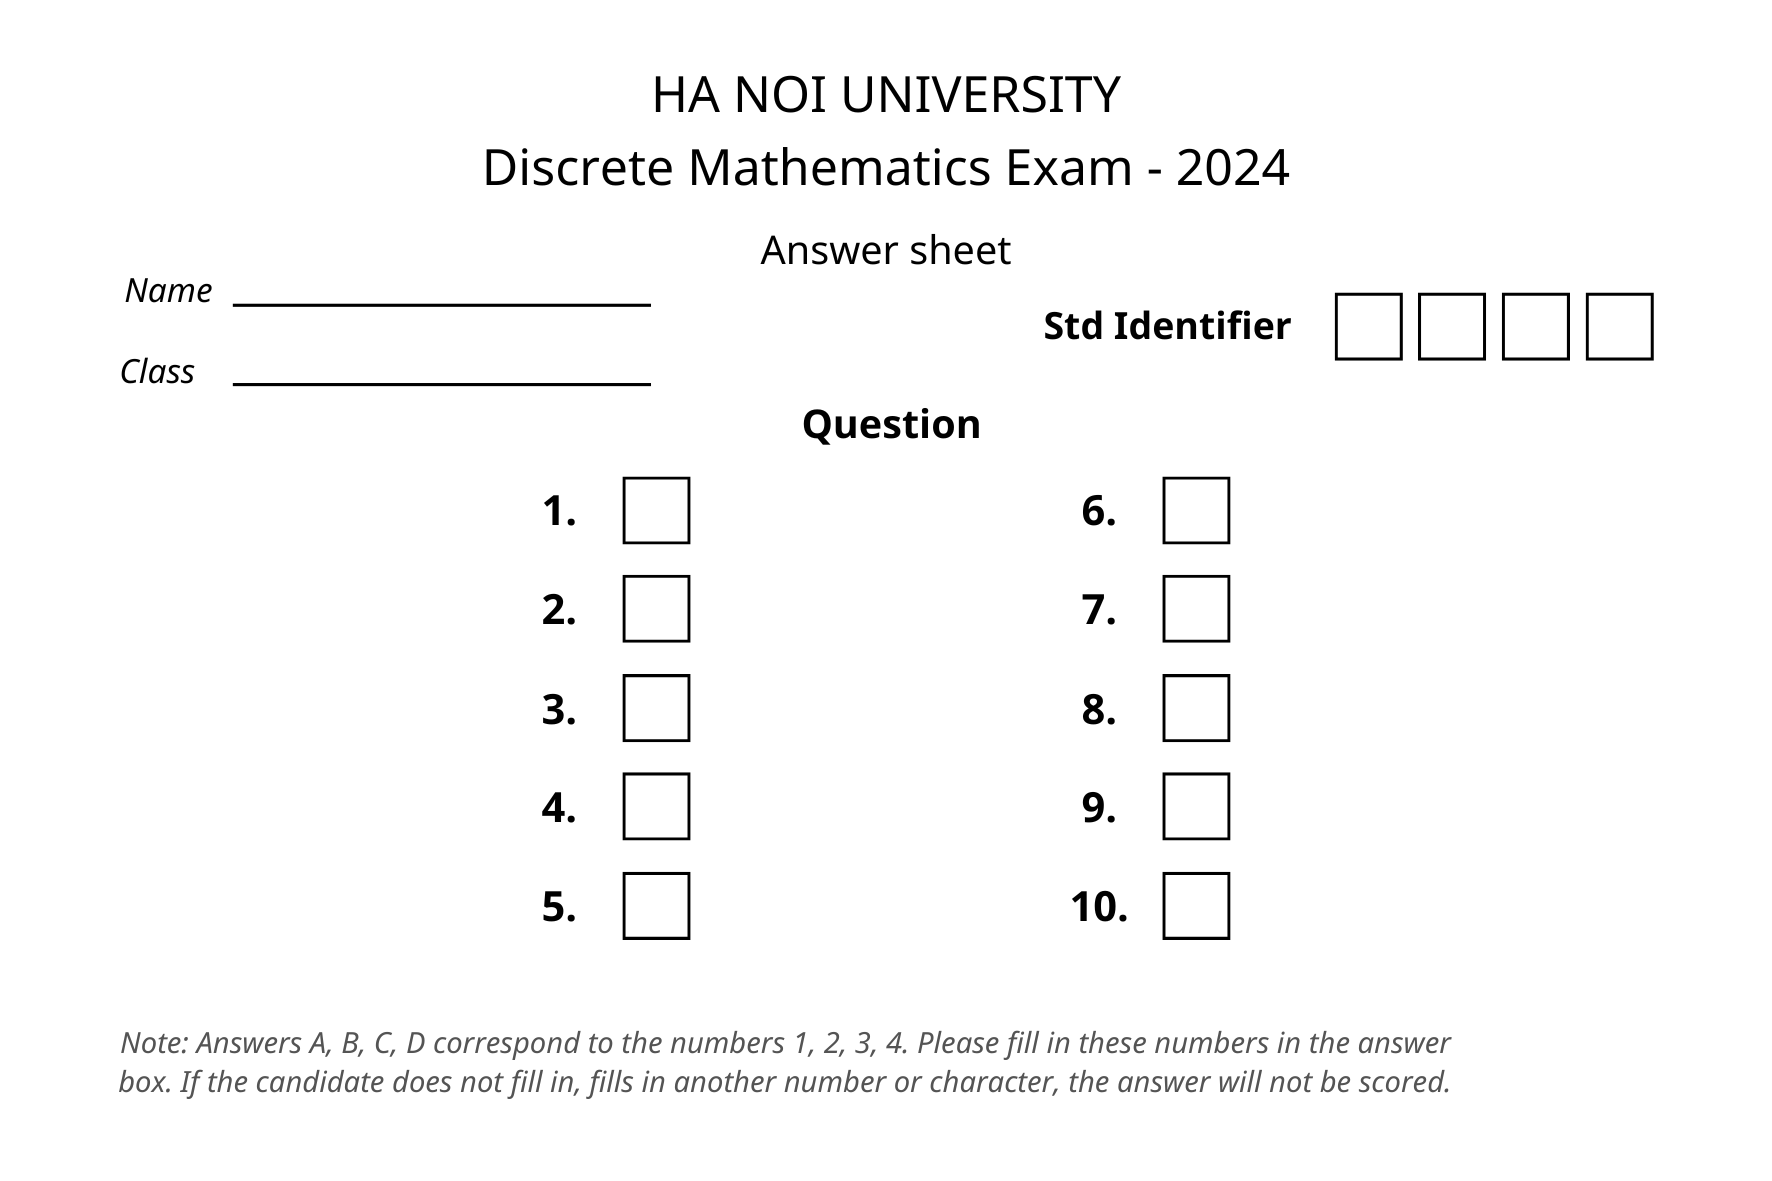 HA NOI UNIVERSITY
Discrete Mathematics Exam - 2024
Answer sheet
Name
Class
Std Identifier
Question
1.
2.
3.
4.
5.
6.
7.
8.
9.
10.
Note: Answers A, B, C, D correspond to the numbers 1, 2, 3, 4. Please fill in these numbers in the answer
box. If the candidate does not fill in, fills in another number or character, the answer will not be scored.